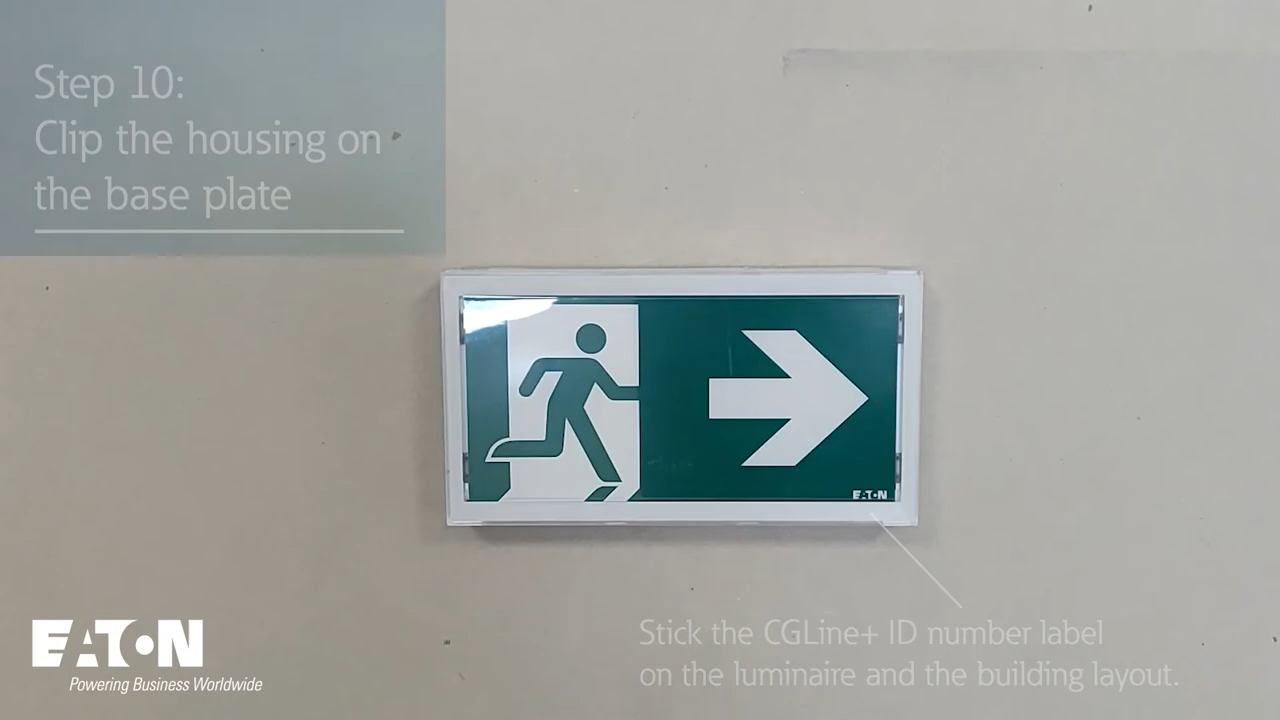 Step 10:
Clip the housing on
the base plate
EATON
Stick the CGLine+ ID number label
on the luminaire and the building layout.
EATON
Powering Business Worldwide